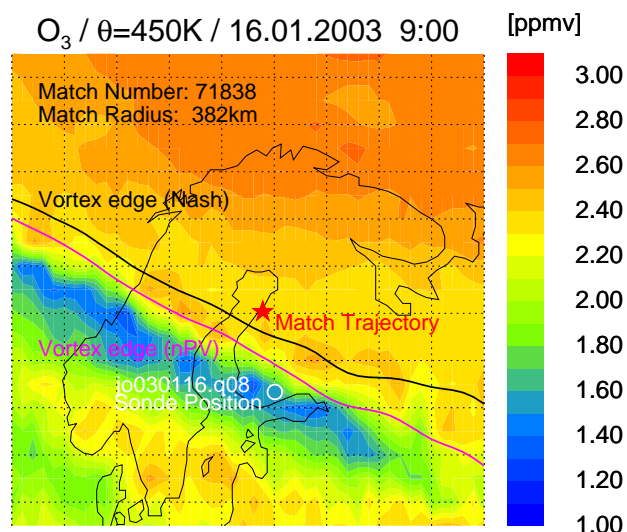 O3 / θ=450K / 16.01.2003 9:00
[ppmv]
Match Number: 71838
Match Radius: 382km
Vortex edge (Nash)
Match Trajectory
Vortex edge (nPV)
jo030116.q08
Sonde Position
3.00
2.80
2.60
2.40
2.20
2.00
1.80
1.60
1.40
1.20
1.00